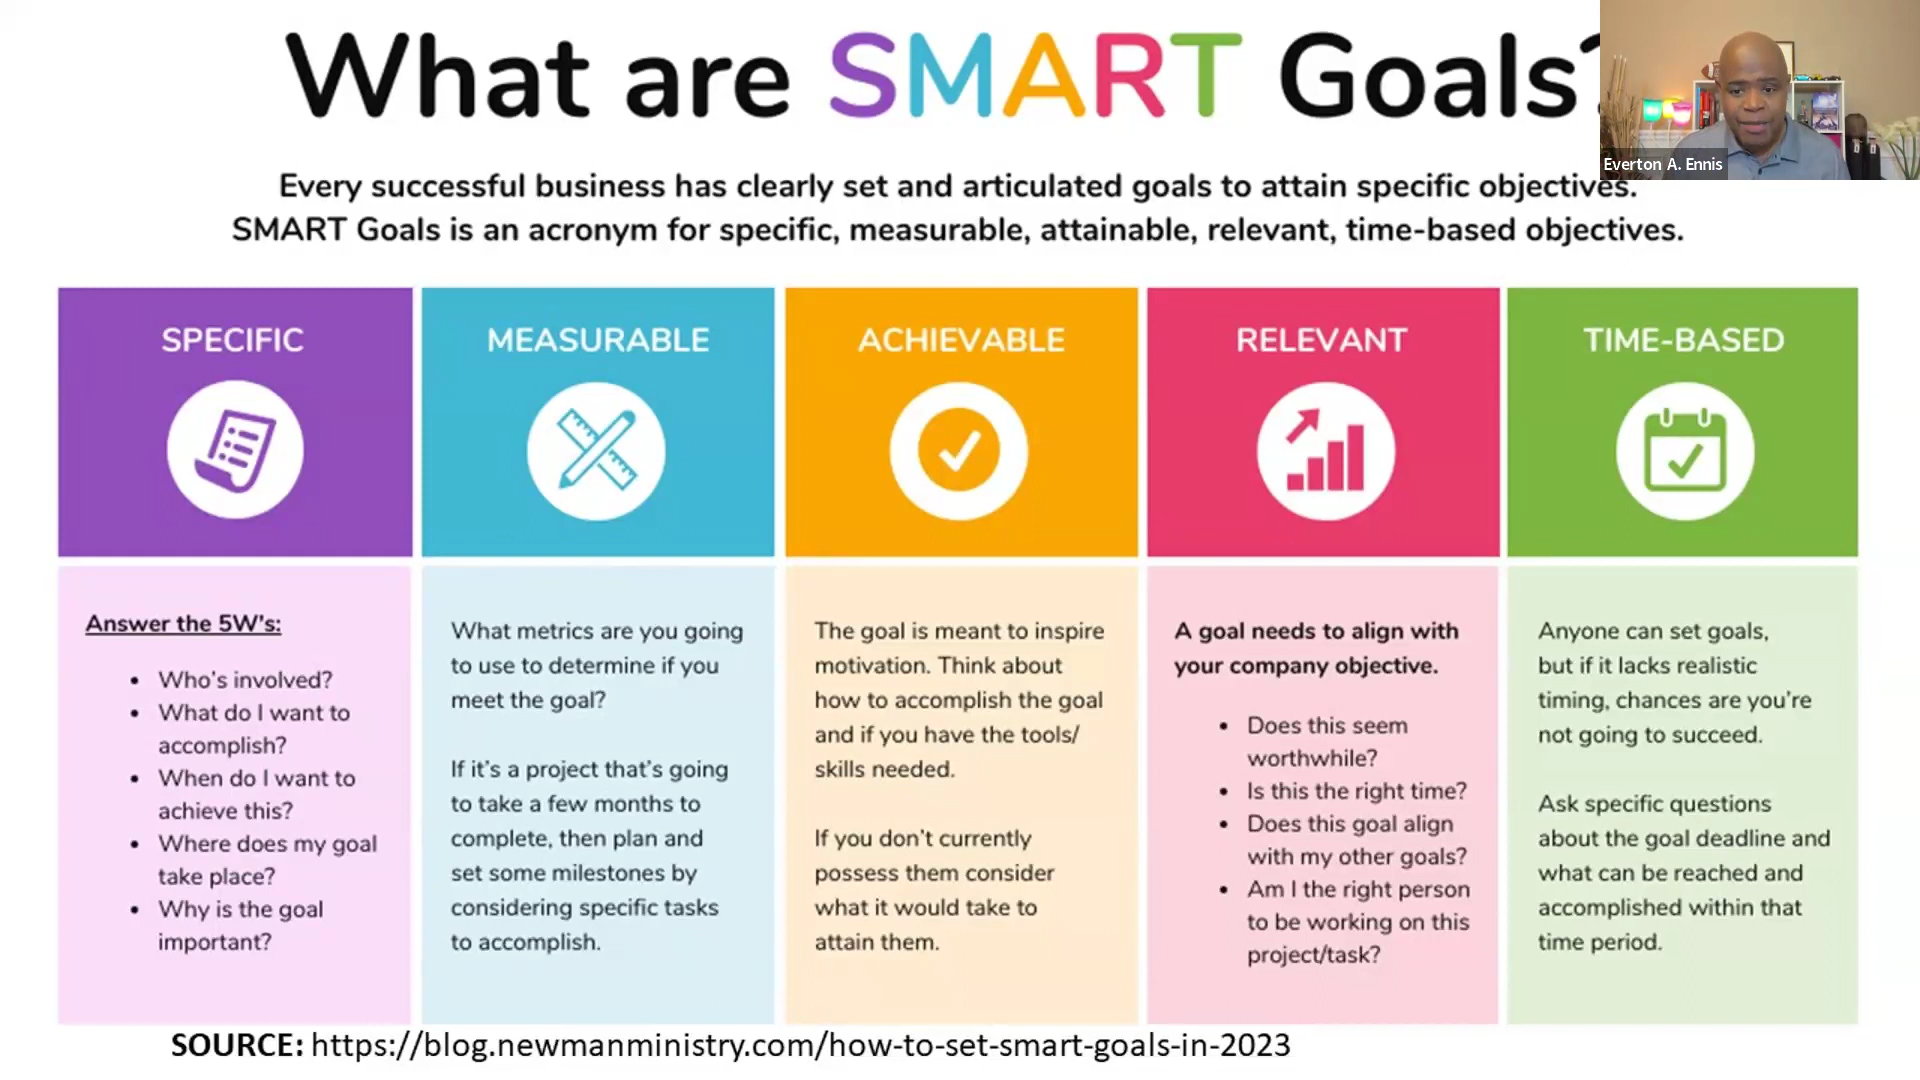 What are SMART Goals?
Everton A. Ennis
Every successful business has clearly set and articulated goals to attain specific objectives.
SMART Goals is an acronym for specific, measurable, attainable, relevant, time-based objectives.
SPECIFIC
Answer the 5W's:
• Who's involved?
• What do I want to
accomplish?
• When do I want to
achieve this?
• Where does my goal
take place?
• Why is the goal
important?
MEASURABLE
What metrics are you going
to use to determine if you
meet the goal?
If it's a project that's going
to take a few months to
complete, then plan and
set some milestones by
considering specific tasks
to accomplish.
ACHIEVABLE
The goal is meant to inspire
motivation. Think about
how to accomplish the goal
and if you have the tools/
skills needed.
If you don't currently
possess them consider
what it would take to
attain them.
RELEVANT
A goal needs to align with
your company objective.
• Does this seem
worthwhile?
• Is this the right time?
• Does this goal align
with my other goals?
• Am I the right person
to be working on this
project/task?
TIME-BASED
Anyone can set goals,
but if it lacks realistic
timing, chances are you're
not going to succeed.
Ask specific questions
about the goal deadline and
what can be reached and
accomplished within that
time period.
SOURCE: https://blog.newmanministry.com/how-to-set-smart-goals-in-2023